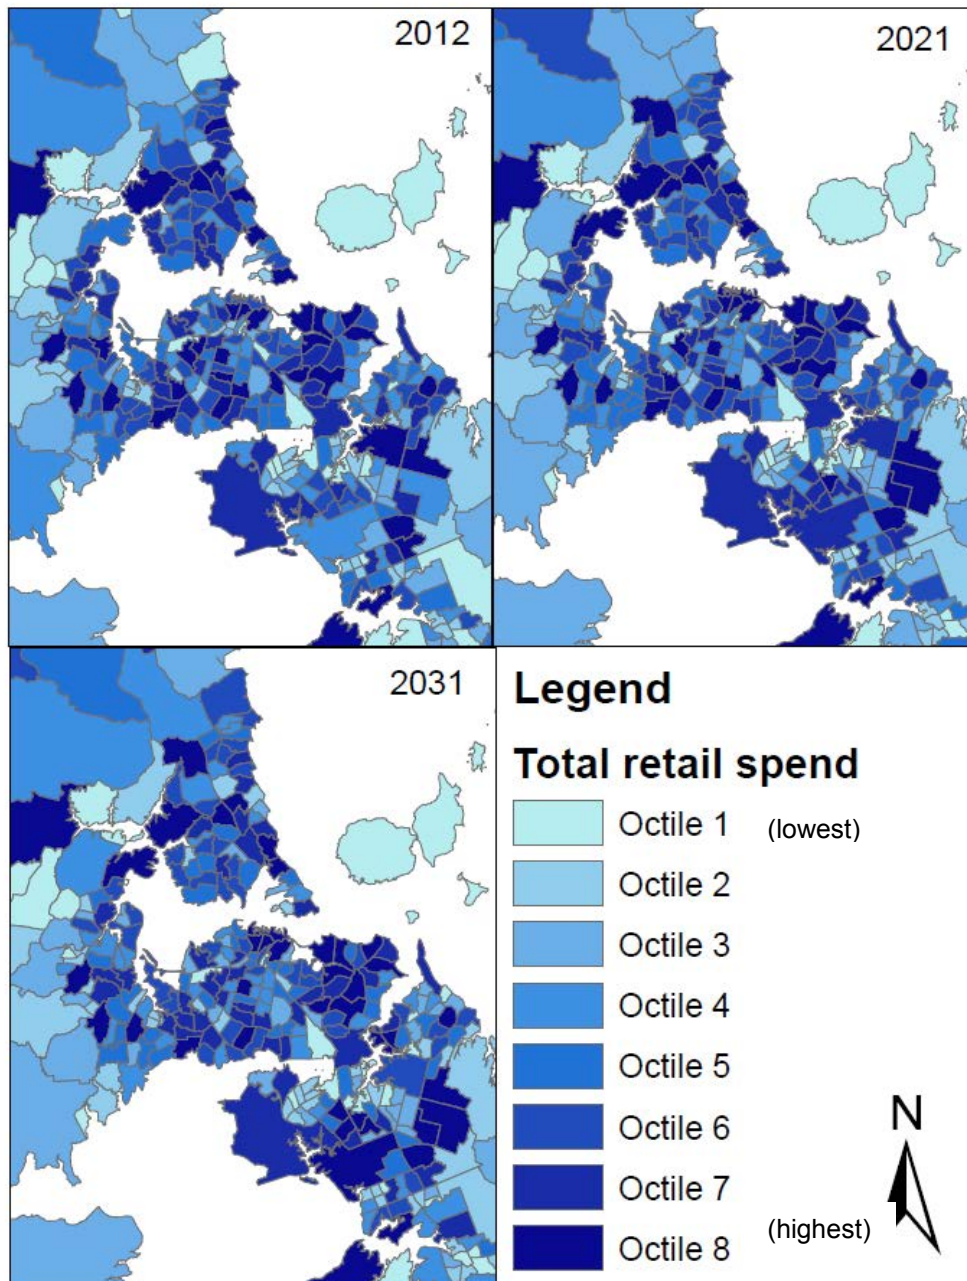 2012
2021
2031
Legend
Total retail spend
Octile 1 (lowest)
Octile 2
Octile 3
Octile 4
Octile 5
Octile 6
Octile 7
Octile 8 (highest)
N